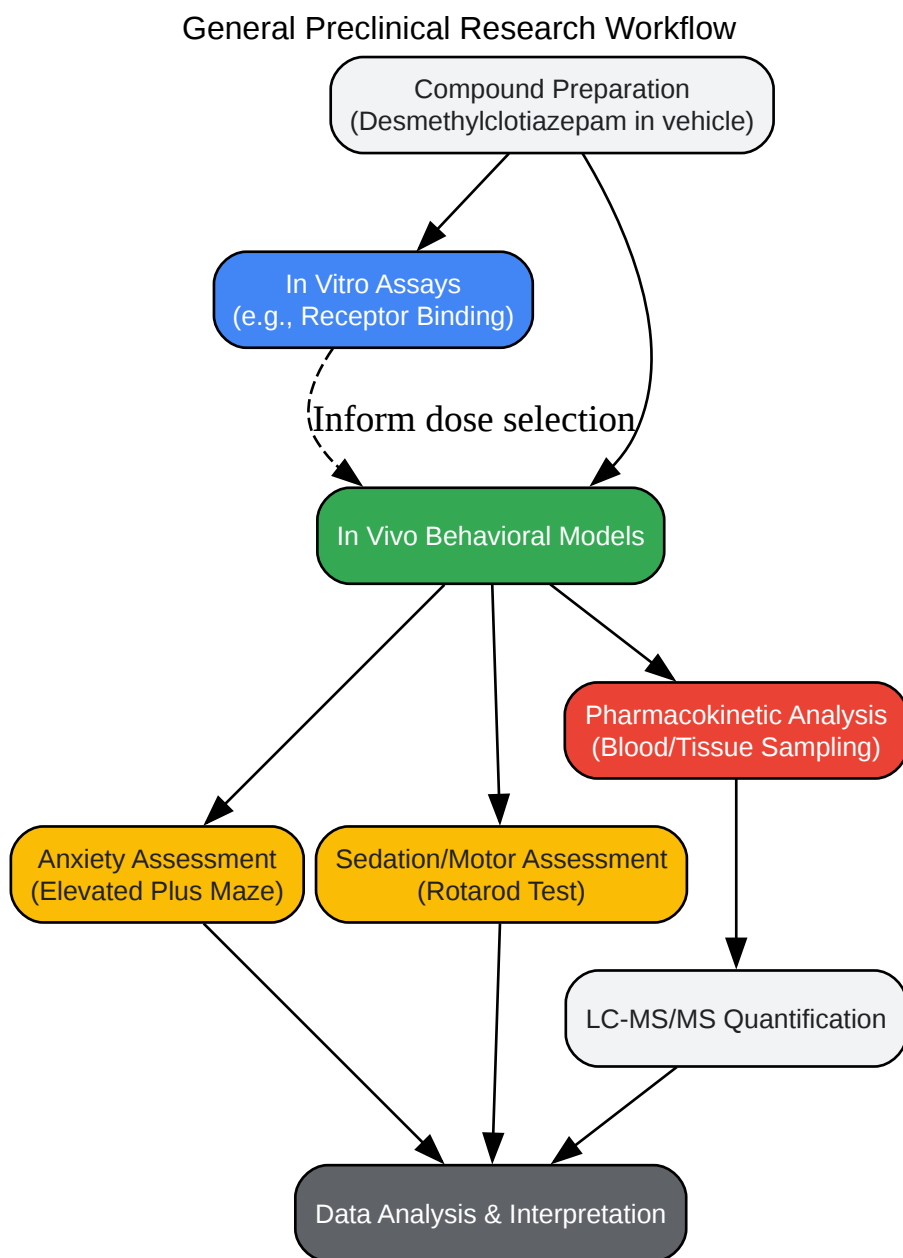 General Preclinical Research Workflow
Compound Preparation
(Desmethylclotiazepam in vehicle)
In Vitro Assays
(e.g., Receptor Binding)
Inform dose selection
In Vivo Behavioral Models
Pharmacokinetic Analysis
(Blood/Tissue Sampling)
Anxiety Assessment
(Elevated Plus Maze)
Sedation/Motor Assessment
(Rotarod Test)
LC-MS/MS Quantification
Data Analysis & Interpretation